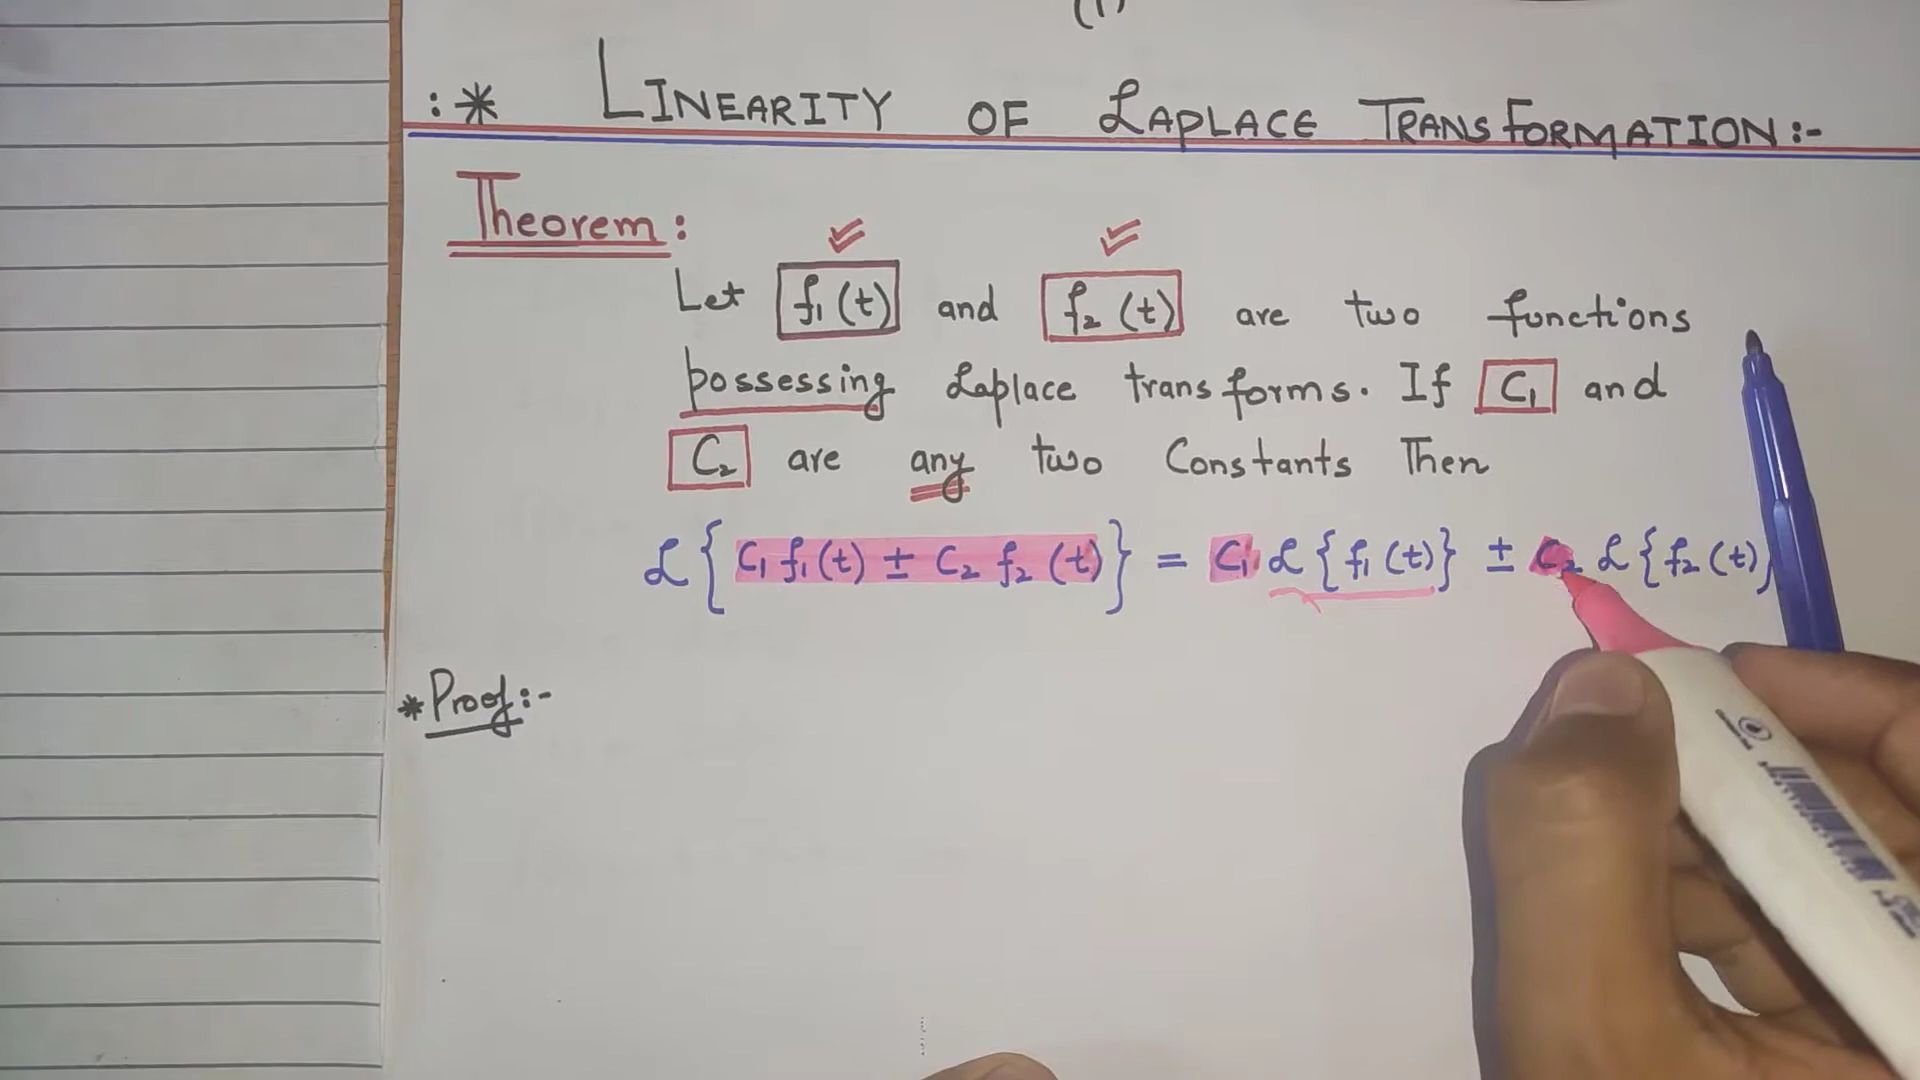 :* LINEARITY OF LAPLACE TRANSFORMATION:-
Theorem:
Let f₁(t) and f₂(t) are two functions
possessing Laplace transforms. If C₁ and
C₂ are any two Constants Then
ℒ{C₁ f₁(t) ± C₂ f₂(t)} = C₁ ℒ{f₁(t)} ± C₂ ℒ{f₂(t)
*Proof:-